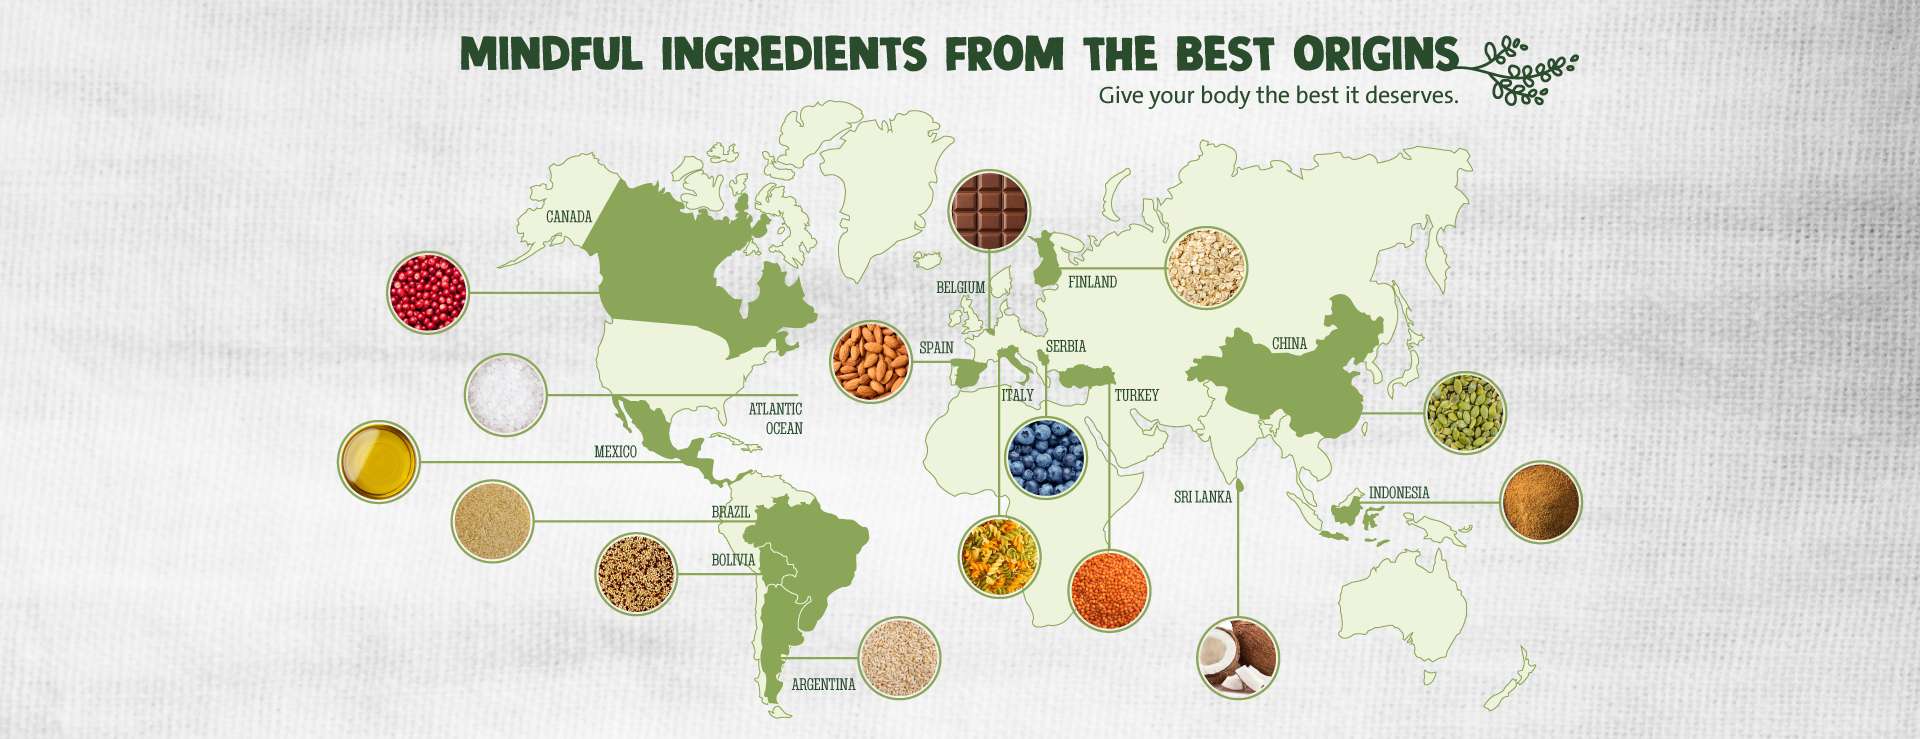 MINDFUL INGREDIENTS FROM THE BEST ORIGINS
Give your body the best it deserves.
CANADA
BELGIUM
FINLAND
SPAIN
SERBIA
CHINA
ITALY
TURKEY
ATLANTIC
OCEAN
MEXICO
SRI LANKA
INDONESIA
BRAZIL
BOLIVIA
ARGENTINA